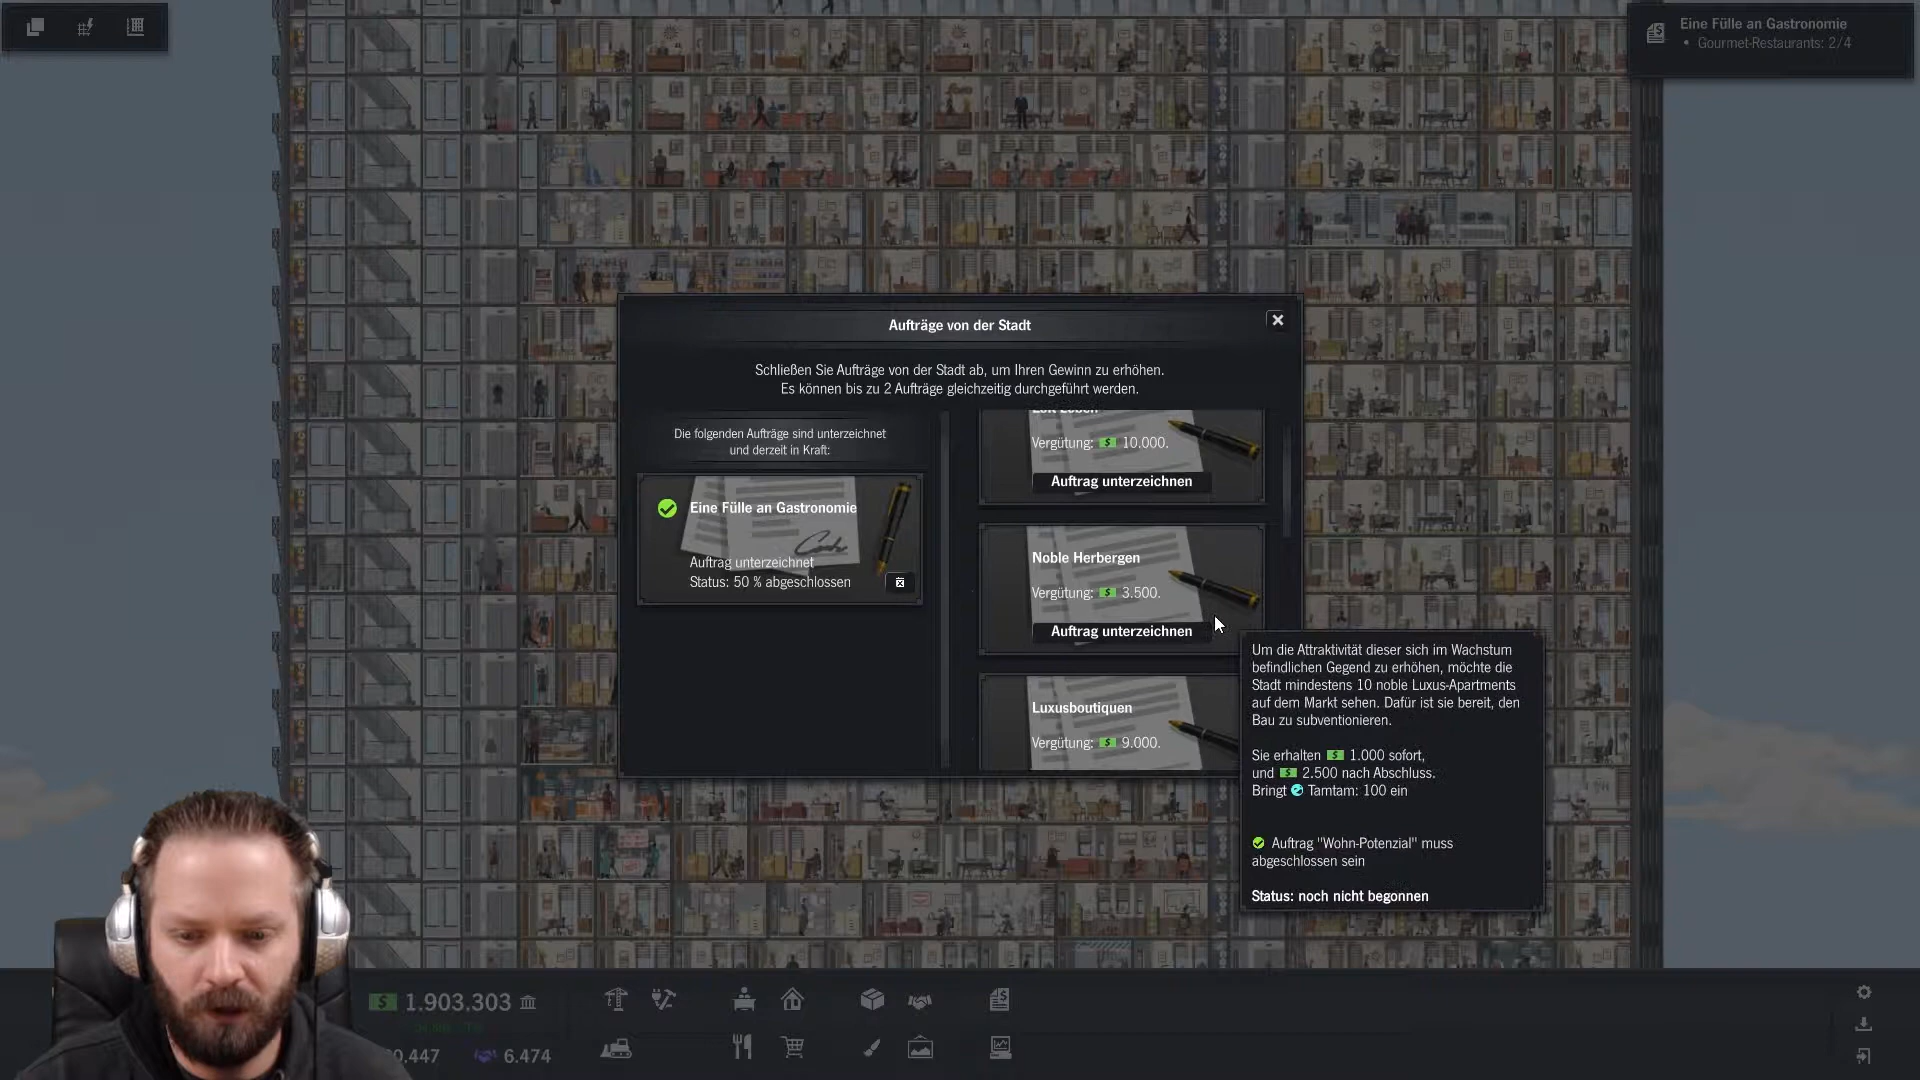 Eine Fülle an Gastronomie
• Gourmet-Restaurants: 2/4
Aufträge von der Stadt
Schließen Sie Aufträge von der Stadt ab, um Ihren Gewinn zu erhöhen.
Es können bis zu 2 Aufträge gleichzeitig durchgeführt werden.
Die folgenden Aufträge sind unterzeichnet
und derzeit in Kraft:
Eine Fülle an Gastronomie
Auftrag unterzeichnet
Status: 50 % abgeschlossen
Vergütung: 10.000.
Auftrag unterzeichnen
Noble Herbergen
Vergütung: 3.500.
Auftrag unterzeichnen
Luxusboutiquen
Vergütung: 9.000.
Um die Attraktivität dieser sich im Wachstum
befindlichen Gegend zu erhöhen, möchte die
Stadt mindestens 10 noble Luxus-Apartments
auf dem Markt sehen. Dafür ist sie bereit, den
Bau zu subventionieren.
Sie erhalten 1.000 sofort,
und 2.500 nach Abschluss.
Bringt Tamtam: 100 ein
Auftrag "Wohn-Potenzial" muss
abgeschlossen sein
Status: noch nicht begonnen
1.903.303
0.447
6.474